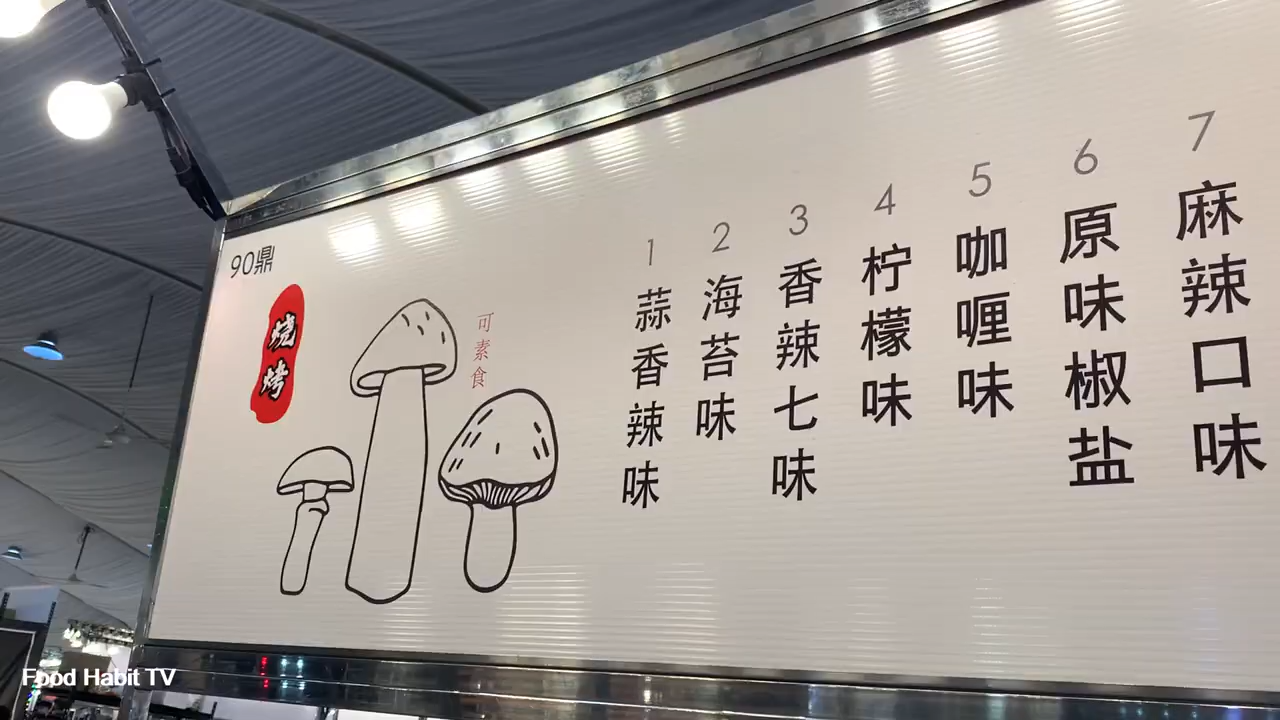 90鼎
烧烤
可素食
1 蒜香辣味
2 海苔味
3 香辣七味
4 柠檬味
5 咖喱味
6 原味椒盐
7 麻辣口味
Food Habit TV